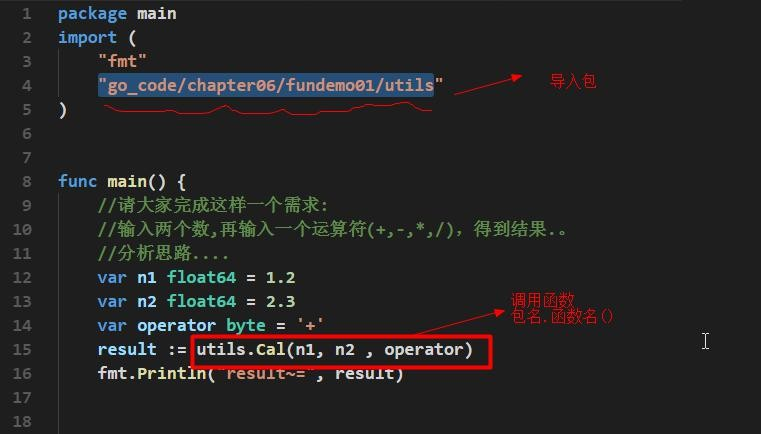 1 package main
2 import (
3 "fmt"
4 "go_code/chapter06/fundemo01/utils"
导入包
5 )
6
7
8 func main() {
9 //请大家完成这样一个需求:
10 //输入两个数,再输入一个运算符(+,-,*,/)，得到结果.。
11 //分析思路....
12 var n1 float64 = 1.2
13 var n2 float64 = 2.3
调用函数
包名.函数名()
14 var operator byte = '+'
15 result := utils.Cal(n1, n2 , operator)
16 fmt.Println("result~=", result)
17
18